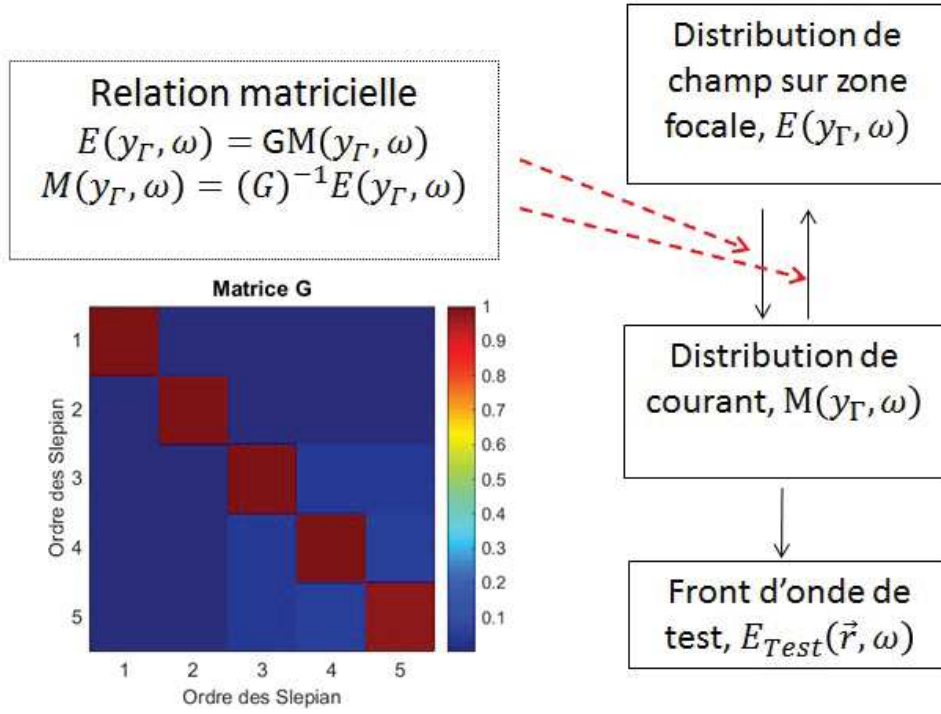 Relation matricielle
E(y_Γ, ω) = GM(y_Γ, ω)
M(y_Γ, ω) = (G)^{-1}E(y_Γ, ω)
Matrice G
1
2
3
4
5
Ordre des Slepian
1 2 3 4 5
Ordre des Slepian
1
0.9
0.8
0.7
0.6
0.5
0.4
0.3
0.2
0.1
Distribution de
champ sur zone
focale, E(y_Γ, ω)
Distribution de
courant, M(y_Γ, ω)
Front d'onde de
test, E_{Test}(\vec{r}, ω)